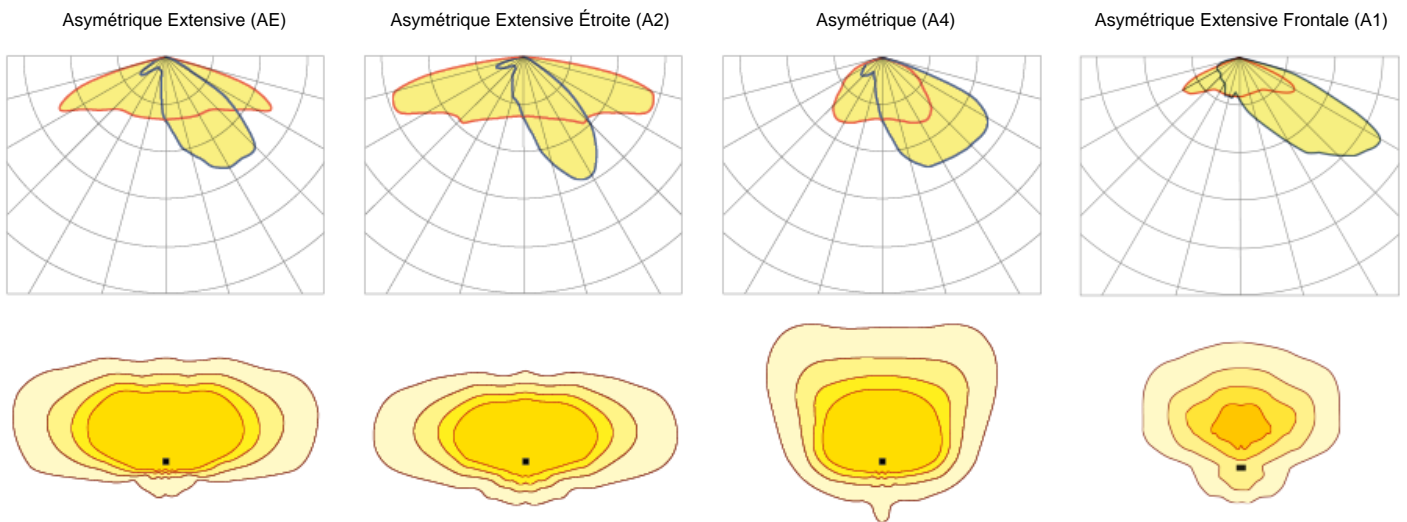 Asymétrique Extensive (AE)
Asymétrique Extensive Étroite (A2)
Asymétrique (A4)
Asymétrique Extensive Frontale (A1)